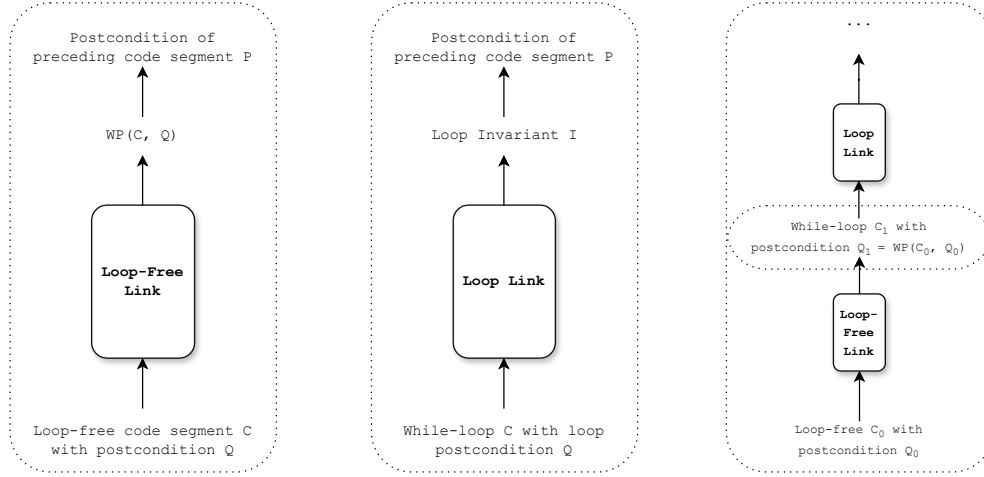 Postcondition of
preceding code segment P
WP(C, Q)
Loop-Free
Link
Loop-free code segment C
with postcondition Q
Postcondition of
preceding code segment P
Loop Invariant I
Loop Link
While-loop C with loop
postcondition Q
...
Loop
Link
While-loop C₁ with
postcondition Q₁ = WP(C₀, Q₀)
Loop-
Free
Link
Loop-free C₀ with
postcondition Q₀